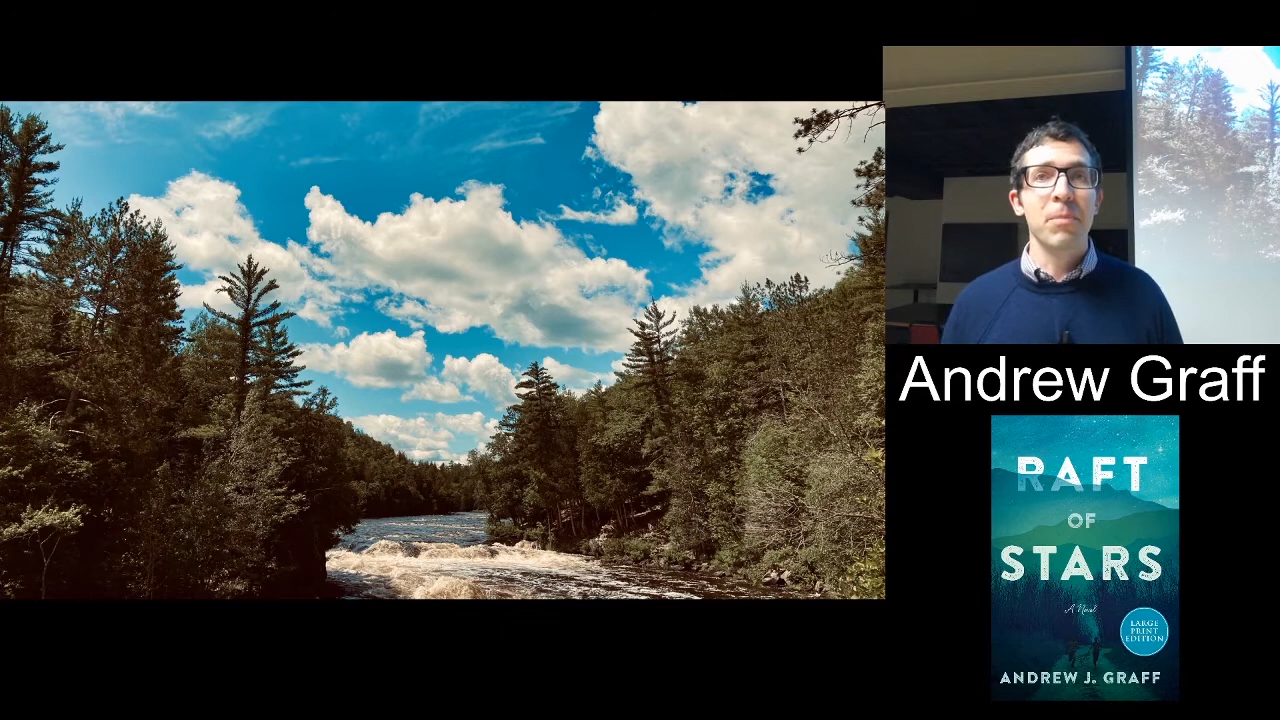 Andrew Graff
RAFT
OF
STARS
A Novel
LARGE
PRINT
EDITION
ANDREW J. GRAFF